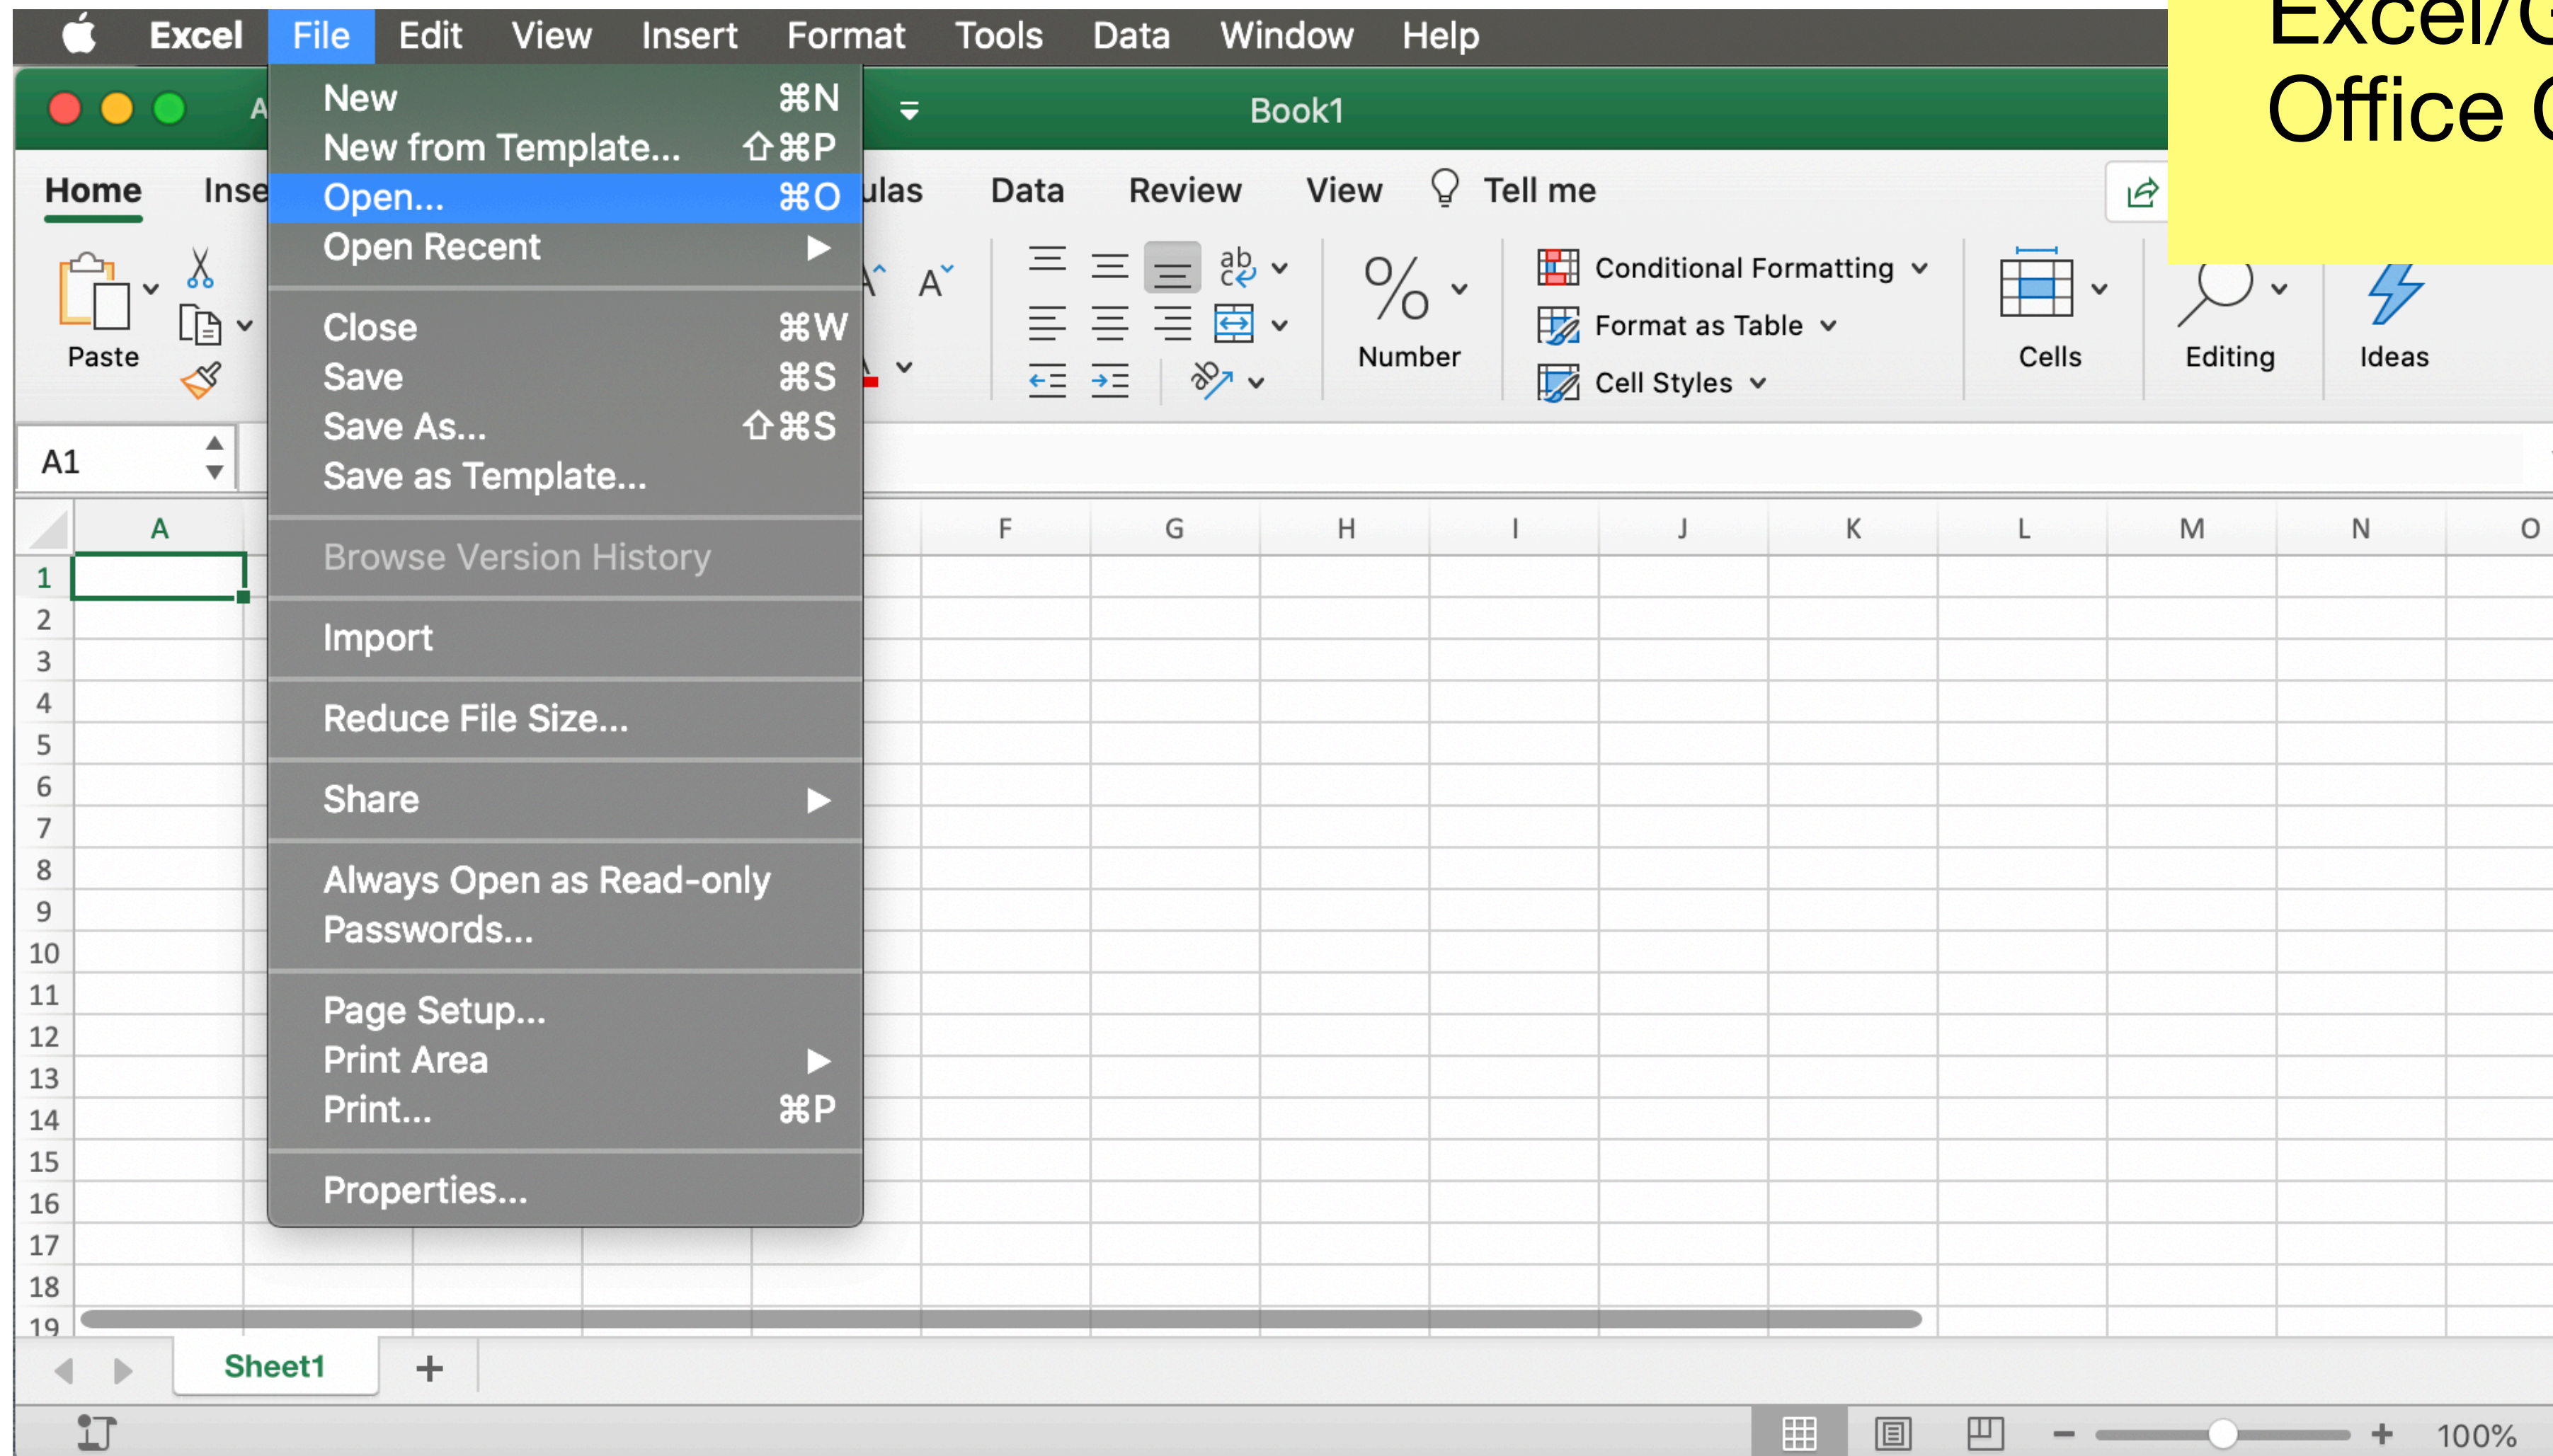 Excel File Edit View Insert Format Tools Data Window Help
Excel/
Office
Book1
New ⌘N
New from Template... ⇧⌘P
Open... ⌘O
Open Recent ▶
Close ⌘W
Save ⌘S
Save As... ⇧⌘S
Save as Template...
Browse Version History
Import
Reduce File Size...
Share ▶
Always Open as Read-only
Passwords...
Page Setup...
Print Area ▶
Print... ⌘P
Properties...
Home Data Review View Tell me
Conditional Formatting
Format as Table
Cell Styles
Paste Number Cells Editing Ideas
A1
A F G H I J K L M N O
1
2
3
4
5
6
7
8
9
10
11
12
13
14
15
16
17
18
19
Sheet1 +
100%